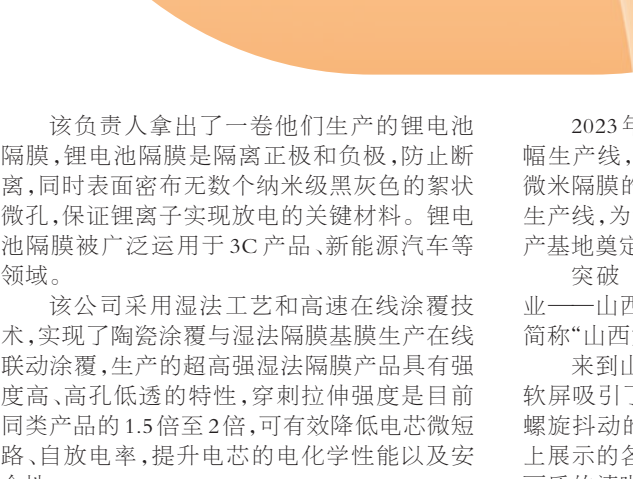 该负责人拿出了一卷他们生产的锂电池
隔膜,锂电池隔膜是隔离正极和负极,防止断
离,同时表面密布无数个纳米级黑灰色的絮状
微孔,保证锂离子实现放电的关键材料。锂电
池隔膜被广泛运用于3C产品、新能源汽车等
领域。
该公司采用湿法工艺和高速在线涂覆技
术,实现了陶瓷涂覆与湿法隔膜基膜生产在线
联动涂覆,生产的超高强湿法隔膜产品具有强
度高、高孔低透的特性,穿刺拉伸强度是目前
同类产品的1.5倍至2倍,可有效降低电芯微短
路、自放电率,提升电芯的电化学性能以及安
2023年
幅生产线,
微米隔膜的
生产线,为
产基地奠定
突破
业——山西
简称“山西
来到山
软屏吸引了
螺旋抖动的
上展示的各